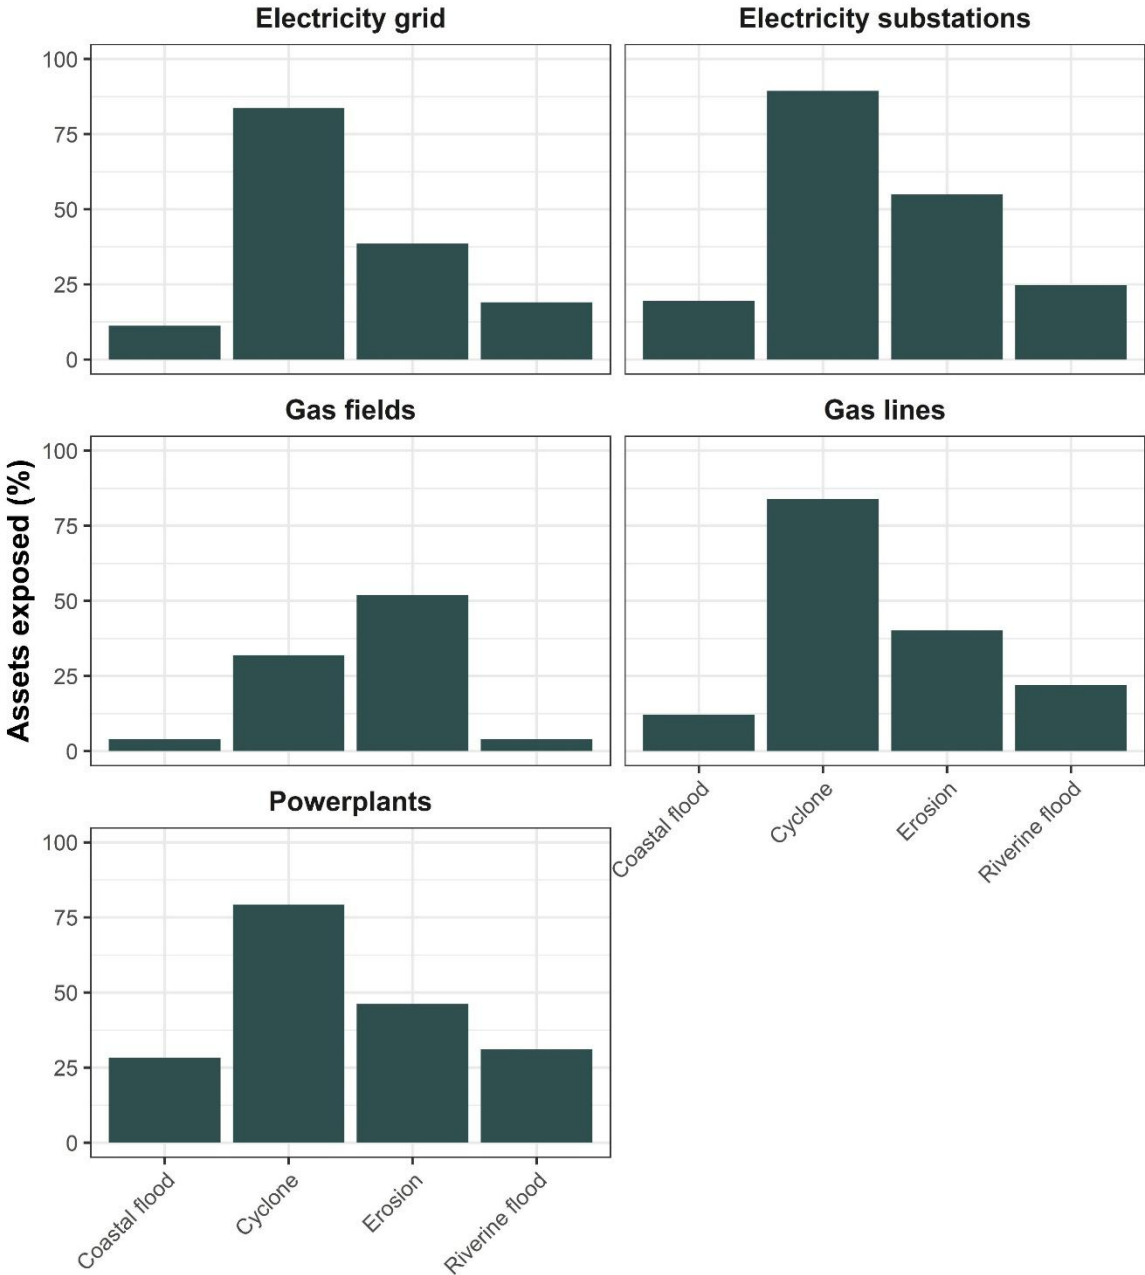 Electricity grid
Electricity substations
100
75
50
25
0
Gas fields
Gas lines
Assets exposed (%)
100
75
50
25
0
Coastal flood
Cyclone
Erosion
Riverine flood
Powerplants
100
75
50
25
0
Coastal flood
Cyclone
Erosion
Riverine flood